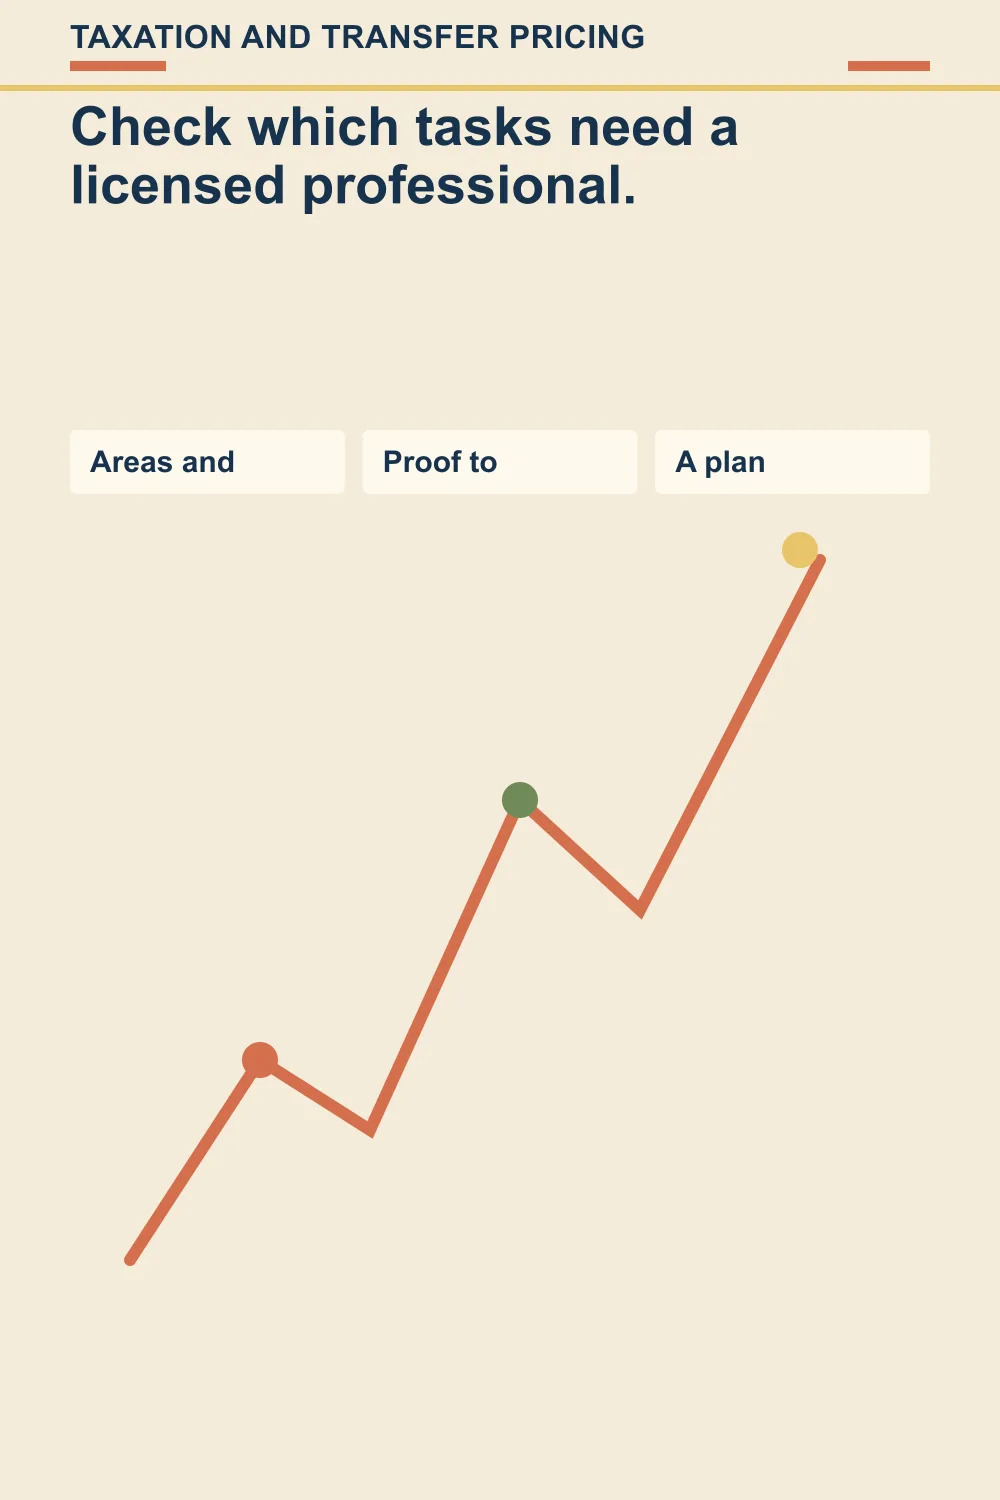 TAXATION AND TRANSFER PRICING
Check which tasks need a
licensed professional.
Areas and
Proof to
A plan